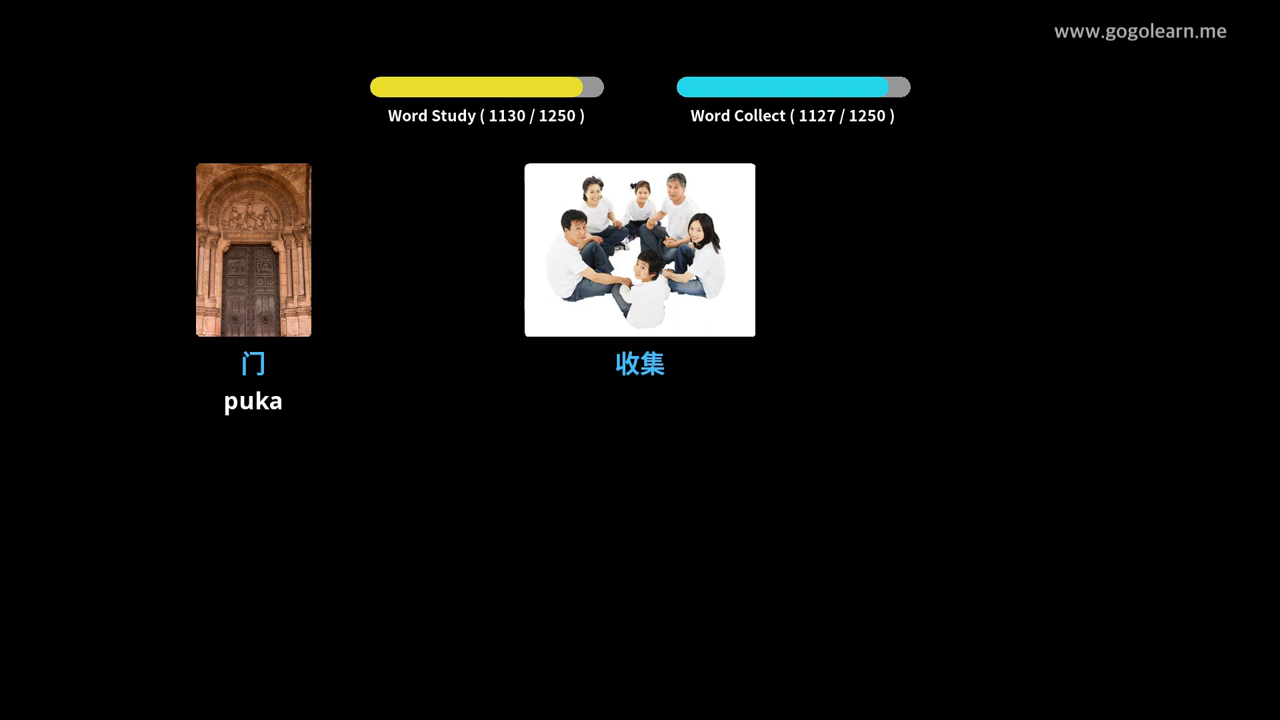 www.gogolearn.me
Word Study ( 1130 / 1250 )
Word Collect ( 1127 / 1250 )
门
puka
收集